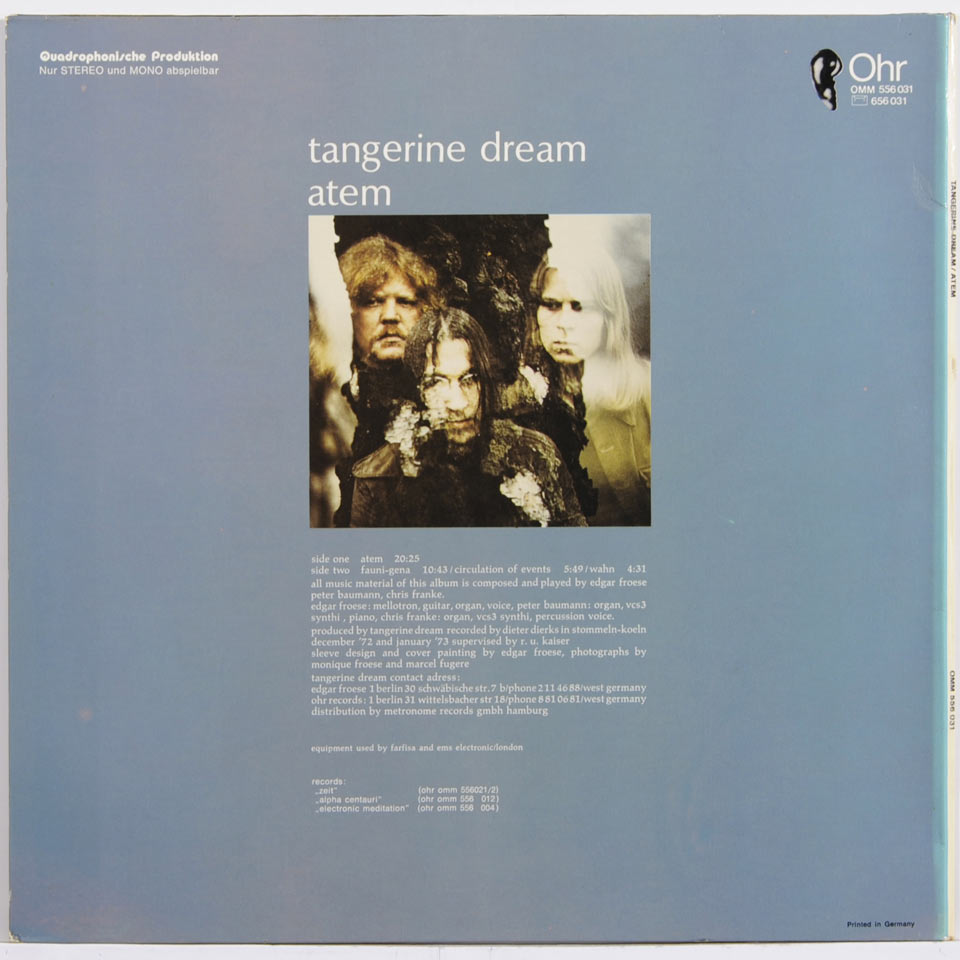 Quadrophonische Produktion
Nur STEREO und MONO abspielbar
Ohr
OMM 556 031
656 031
tangerine dream
atem
side one atem 20:25
side two fauni-gena 10:43/circulation of events 5:49/wahn 4:31
all music material of this album is composed and played by edgar froese
peter baumann, chris franke.
edgar froese: mellotron, guitar, organ, voice, peter baumann: organ, vcs3
synthi, piano, chris franke: organ, vcs3 synthi, percussion voice.
produced by tangerine dream recorded by dieter dierks in stommeln-koeln
december '72 and january '73 supervised by r. u. kaiser
sleeve design and cover painting by edgar froese, photographs by
monique froese and marcel fugere
tangerine dream contact adress:
edgar froese 1 berlin 30 schwäbische str. 7 b/phone 2 11 46 88/west germany
ohr records: 1 berlin 31 wittelsbacher str 18/phone 8 81 06 81/west germany
distribution by metronome records gmbh hamburg
equipment used by farfisa and ems electronic/london
records:
„zeit" (ohr omm 556021/2)
„alpha centauri" (ohr omm 556 012)
„electronic meditation" (ohr omm 556 004)
Printed in Germany
TANGERINE DREAM / ATEM
OMM 556 031